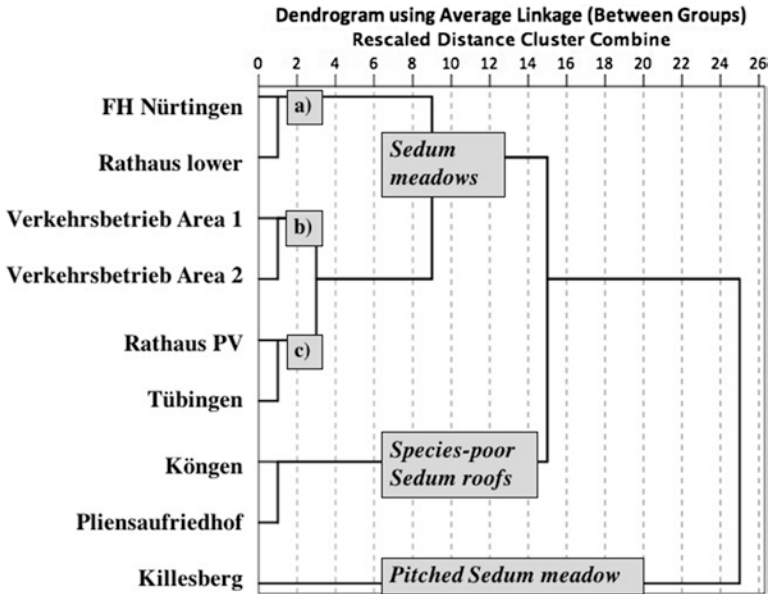 Dendrogram using Average Linkage (Between Groups)
Rescaled Distance Cluster Combine
0 2 4 6 8 10 12 14 16 18 20 22 24 26
FH Nürtingen
a)
Rathaus lower
Sedum
meadows
Verkehrsbetrieb Area 1
b)
Verkehrsbetrieb Area 2
Rathaus PV
c)
Tübingen
Köngen
Species-poor
Sedum roofs
Pliensaufriedhof
Killesberg
Pitched Sedum meadow